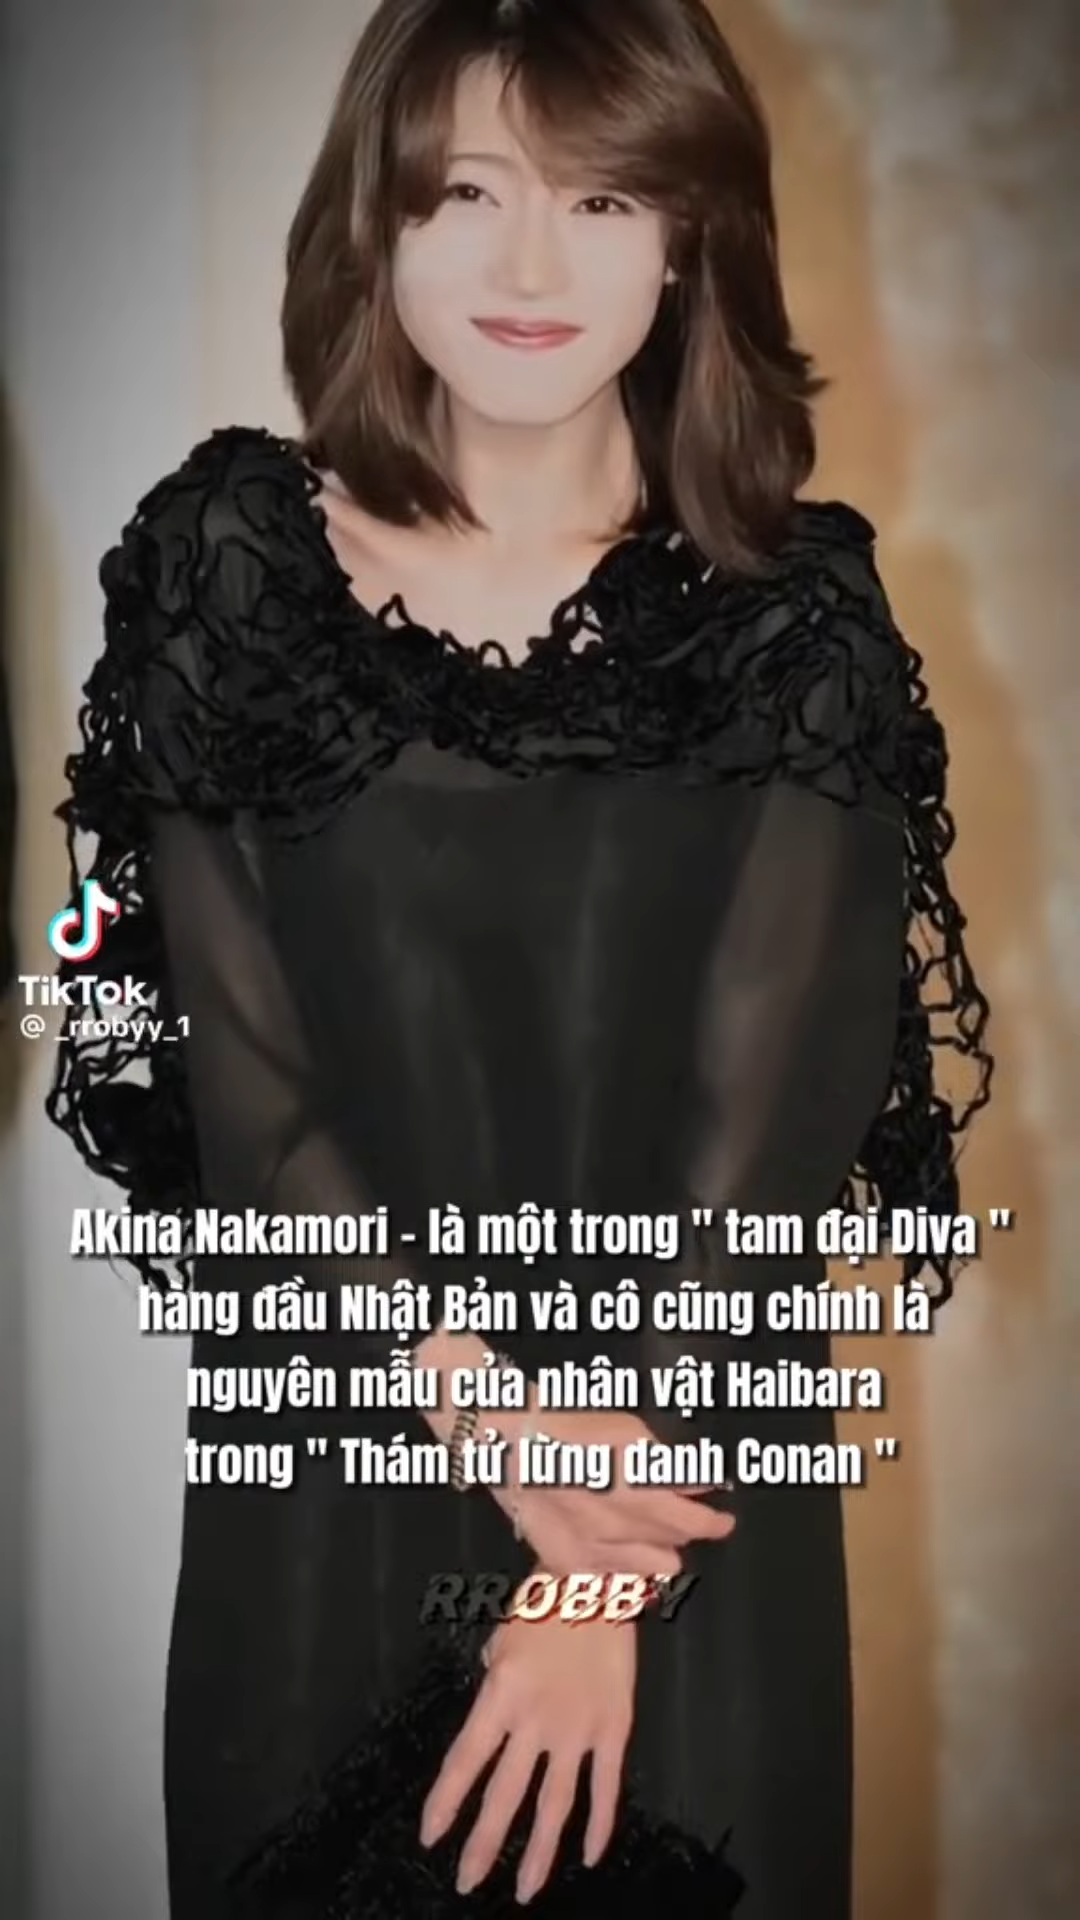 TikTok
@ _rrobyy_1
Akina Nakamori - là một trong " tam đại Diva "
hàng đầu Nhật Bản và cô cũng chính là
nguyên mẫu của nhân vật Haibara
trong " Thám tử lừng danh Conan "
RROBBY